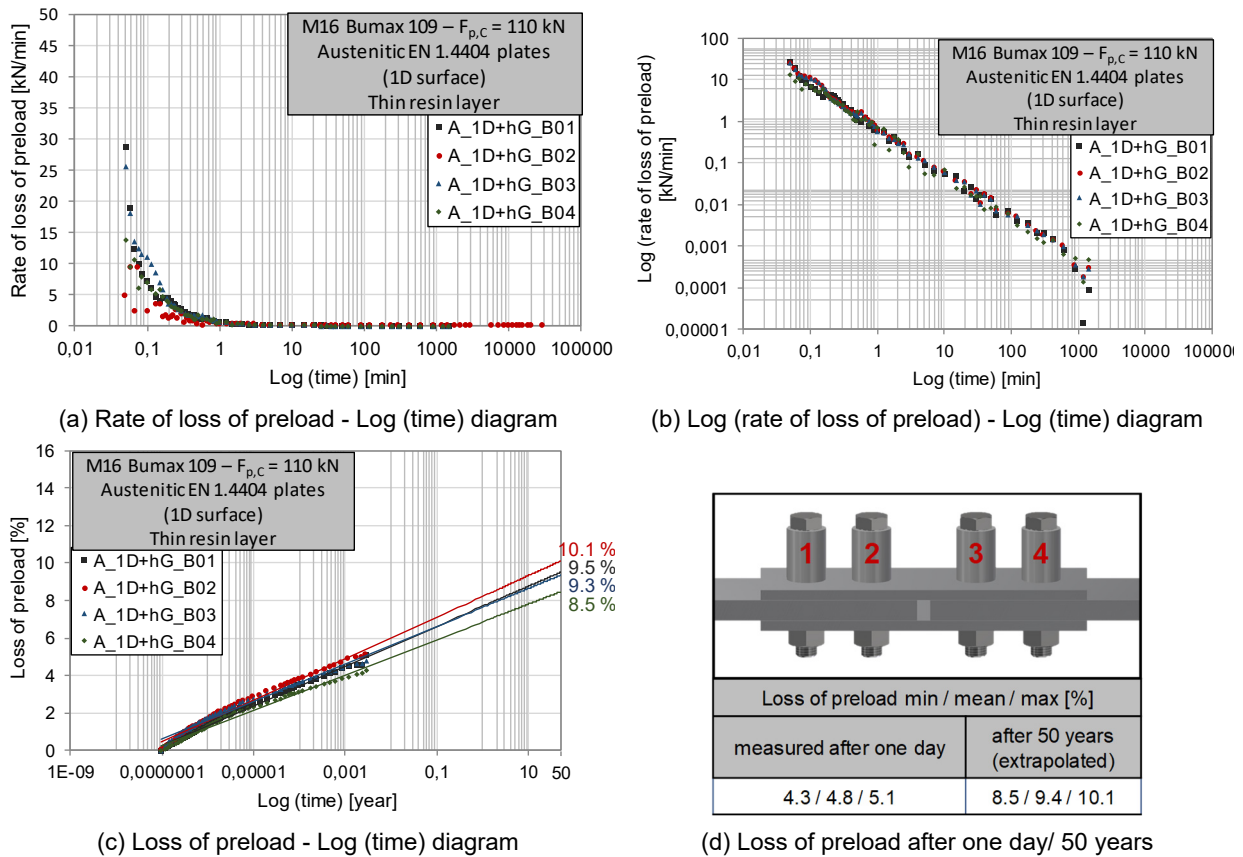 50
45
40
35
30
25
20
15
10
5
0
Rate of loss of preload [kN/min]
M16 Bumax 109 – Fp,C = 110 kN
Austenitic EN 1.4404 plates
(1D surface)
Thin resin layer
A_1D+hG_B01
A_1D+hG_B02
A_1D+hG_B03
A_1D+hG_B04
0,01 0,1 1 10 100 1000 10000 100000
Log (time) [min]
(a) Rate of loss of preload - Log (time) diagram
100
10
1
0,1
0,01
0,001
0,0001
0,00001
Log (rate of loss of preload)
[kN/min]
M16 Bumax 109 – Fp,C = 110 kN
Austenitic EN 1.4404 plates
(1D surface)
Thin resin layer
A_1D+hG_B01
A_1D+hG_B02
A_1D+hG_B03
A_1D+hG_B04
0,01 0,1 1 10 100 1000 10000 100000
Log (time) [min]
(b) Log (rate of loss of preload) - Log (time) diagram
16
14
12
10
8
6
4
2
0
Loss of preload [%]
M16 Bumax 109 – Fp,C = 110 kN
Austenitic EN 1.4404 plates
(1D surface)
Thin resin layer
A_1D+hG_B01
A_1D+hG_B02
A_1D+hG_B03
A_1D+hG_B04
10.1 %
9.5 %
9.3 %
8.5 %
1E-09 0,0000001 0,00001 0,001 0,1 10 50
Log (time) [year]
(c) Loss of preload - Log (time) diagram
1 2 3 4
Loss of preload min / mean / max [%]
measured after one day
after 50 years
(extrapolated)
4.3 / 4.8 / 5.1
8.5 / 9.4 / 10.1
(d) Loss of preload after one day/ 50 years